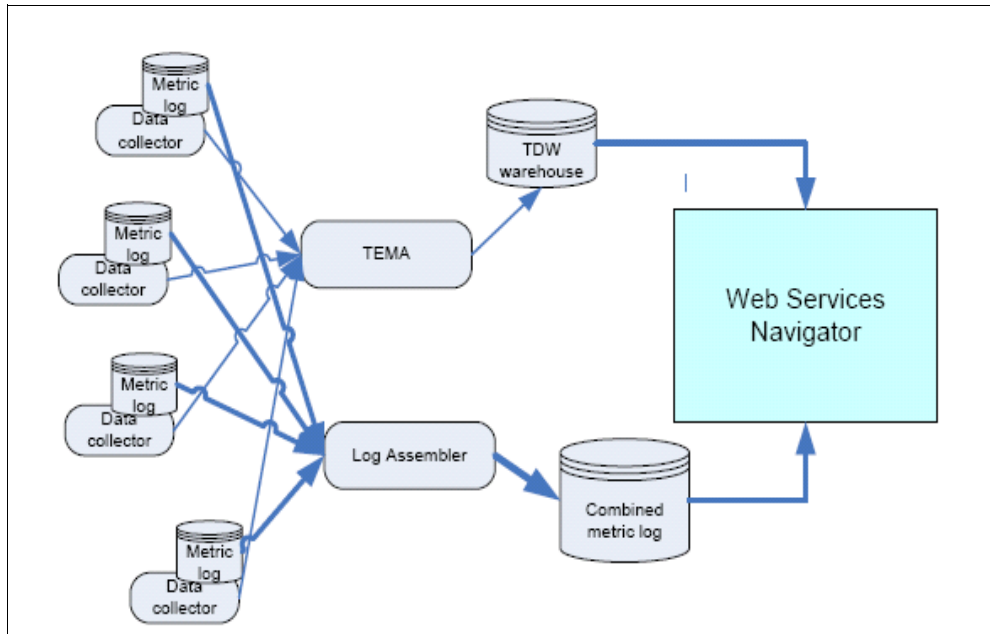 Metric
log
Data
collector
Metric
log
Data
collector
Metric
log
Data
collector
Metric
log
Data
collector
TEMA
Log Assembler
TDW
warehouse
Combined
metric log
Web Services
Navigator